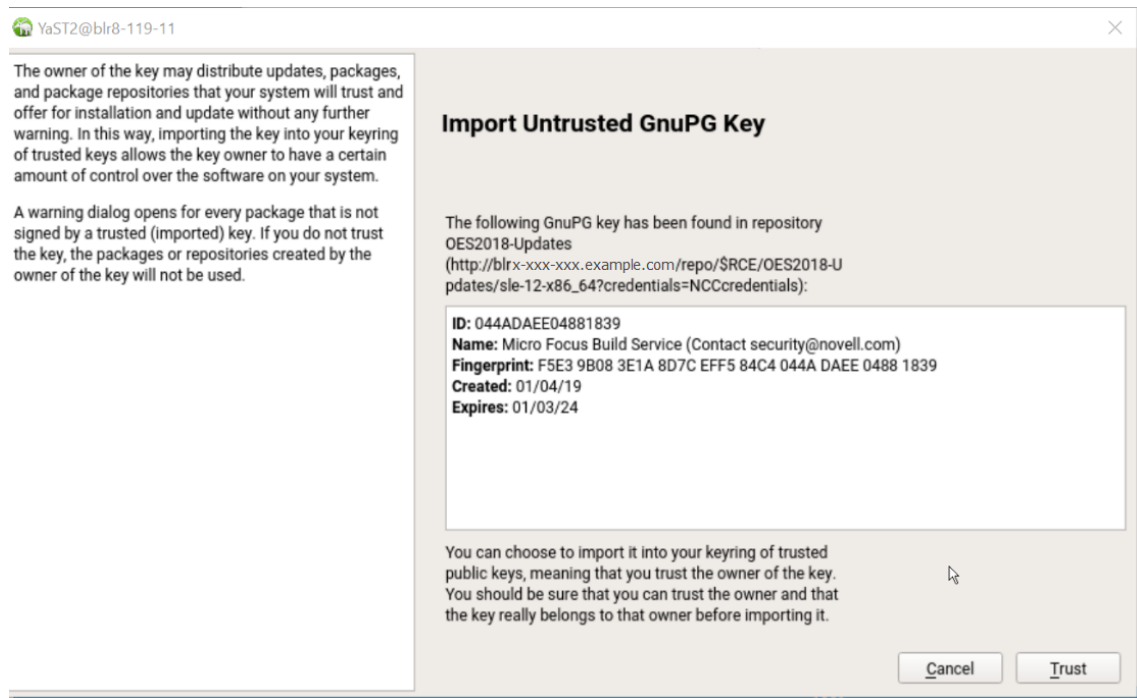 YaST2@blr8-119-11
The owner of the key may distribute updates, packages,
and package repositories that your system will trust and
offer for installation and update without any further
warning. In this way, importing the key into your keyring
of trusted keys allows the key owner to have a certain
amount of control over the software on your system.
A warning dialog opens for every package that is not
signed by a trusted (imported) key. If you do not trust
the key, the packages or repositories created by the
owner of the key will not be used.
Import Untrusted GnuPG Key
The following GnuPG key has been found in repository
OES2018-Updates
(http://blrx-xxx-xxx.example.com/repo/$RCE/OES2018-U
pdates/sle-12-x86_64?credentials=NCCcredentials):
ID: 044ADAEE04881839
Name: Micro Focus Build Service (Contact security@novell.com)
Fingerprint: F5E3 9B08 3E1A 8D7C EFF5 84C4 044A DAEE 0488 1839
Created: 01/04/19
Expires: 01/03/24
You can choose to import it into your keyring of trusted
public keys, meaning that you trust the owner of the key.
You should be sure that you can trust the owner and that
the key really belongs to that owner before importing it.
Cancel
Trust